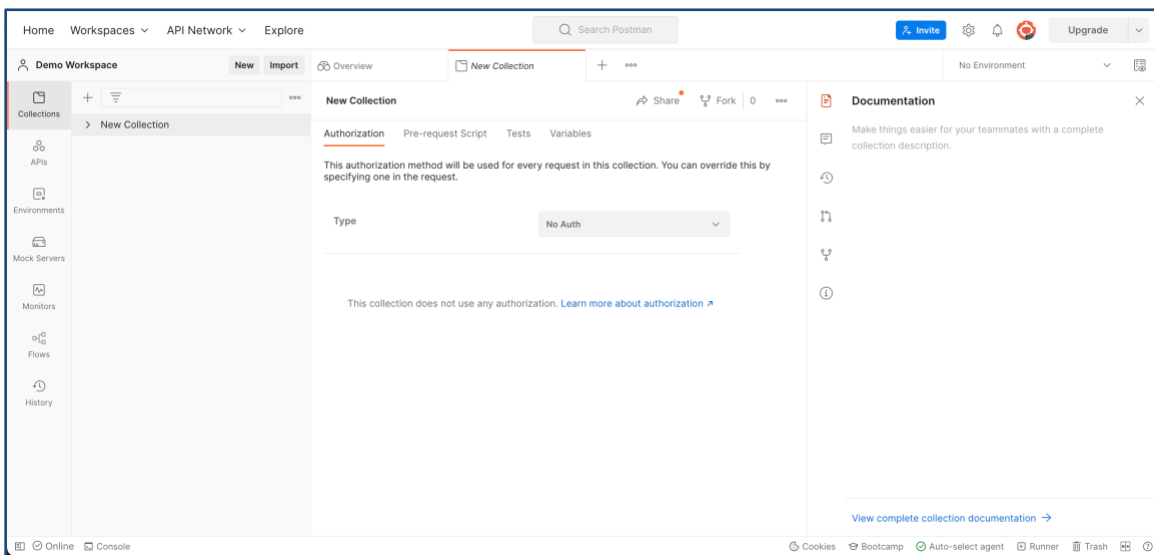 Home Workspaces API Network Explore Search Postman Invite Upgrade
Demo Workspace New Import Overview New Collection No Environment
Collections
APIs
Environments
Mock Servers
Monitors
Flows
History
New Collection
New Collection Share Fork 0
Authorization Pre-request Script Tests Variables
This authorization method will be used for every request in this collection. You can override this by
specifying one in the request.
Type No Auth
This collection does not use any authorization. Learn more about authorization ↗
Documentation
Make things easier for your teammates with a complete
collection description.
View complete collection documentation →
Online Console Cookies Bootcamp Auto-select agent Runner Trash